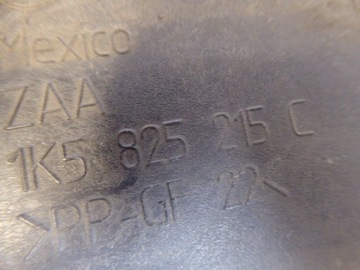 Mexico
ZAA
1K5 825 215 C
>PP-GF 22<